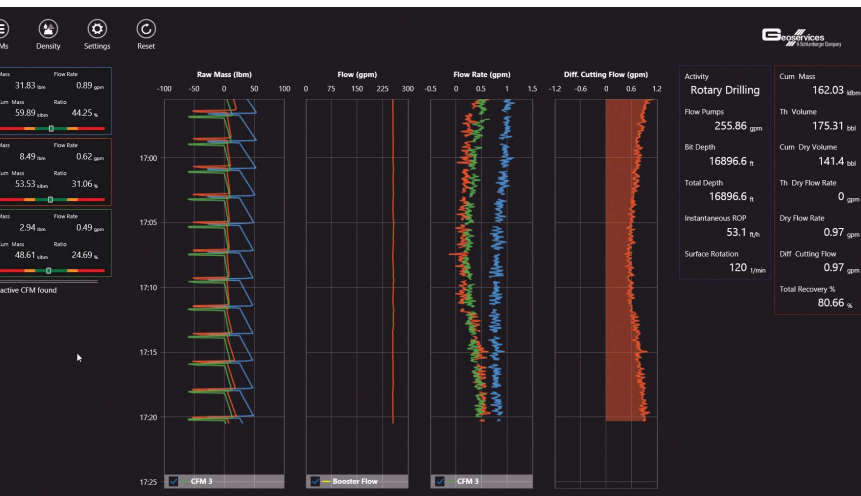 Ms Density Settings Reset
Geoservices
A Schlumberger Company
Mass Flow Rate
31.83 lbm 0.89 gpm
Cum Mass Ratio
59.89 klbm 44.25 %
Mass Flow Rate
8.49 lbm 0.62 gpm
Cum Mass Ratio
53.53 klbm 31.06 %
Mass Flow Rate
2.94 lbm 0.49 gpm
Cum Mass Ratio
48.61 klbm 24.69 %
active CFM found
Raw Mass (lbm)
-100 -50 0 50 100
Flow (gpm)
0 75 150 225 300
Flow Rate (gpm)
-0.5 0 0.5 1 1.5
Diff. Cutting Flow (gpm)
-1.2 -0.6 0 0.6 1.2
17:00
17:05
17:10
17:15
17:20
17:25
CFM 3
Booster Flow
CFM 3
Activity
Rotary Drilling
Flow Pumps
255.86 gpm
Bit Depth
16896.6 ft
Total Depth
16896.6 ft
Instantaneous ROP
53.1 ft/h
Surface Rotation
120 1/min
Cum Mass
162.03 klbm
Th Volume
175.31 bbl
Cum Dry Volume
141.4 bbl
Th Dry Flow Rate
0 gpm
Dry Flow Rate
0.97 gpm
Diff Cutting Flow
0.97 gpm
Total Recovery %
80.66 %